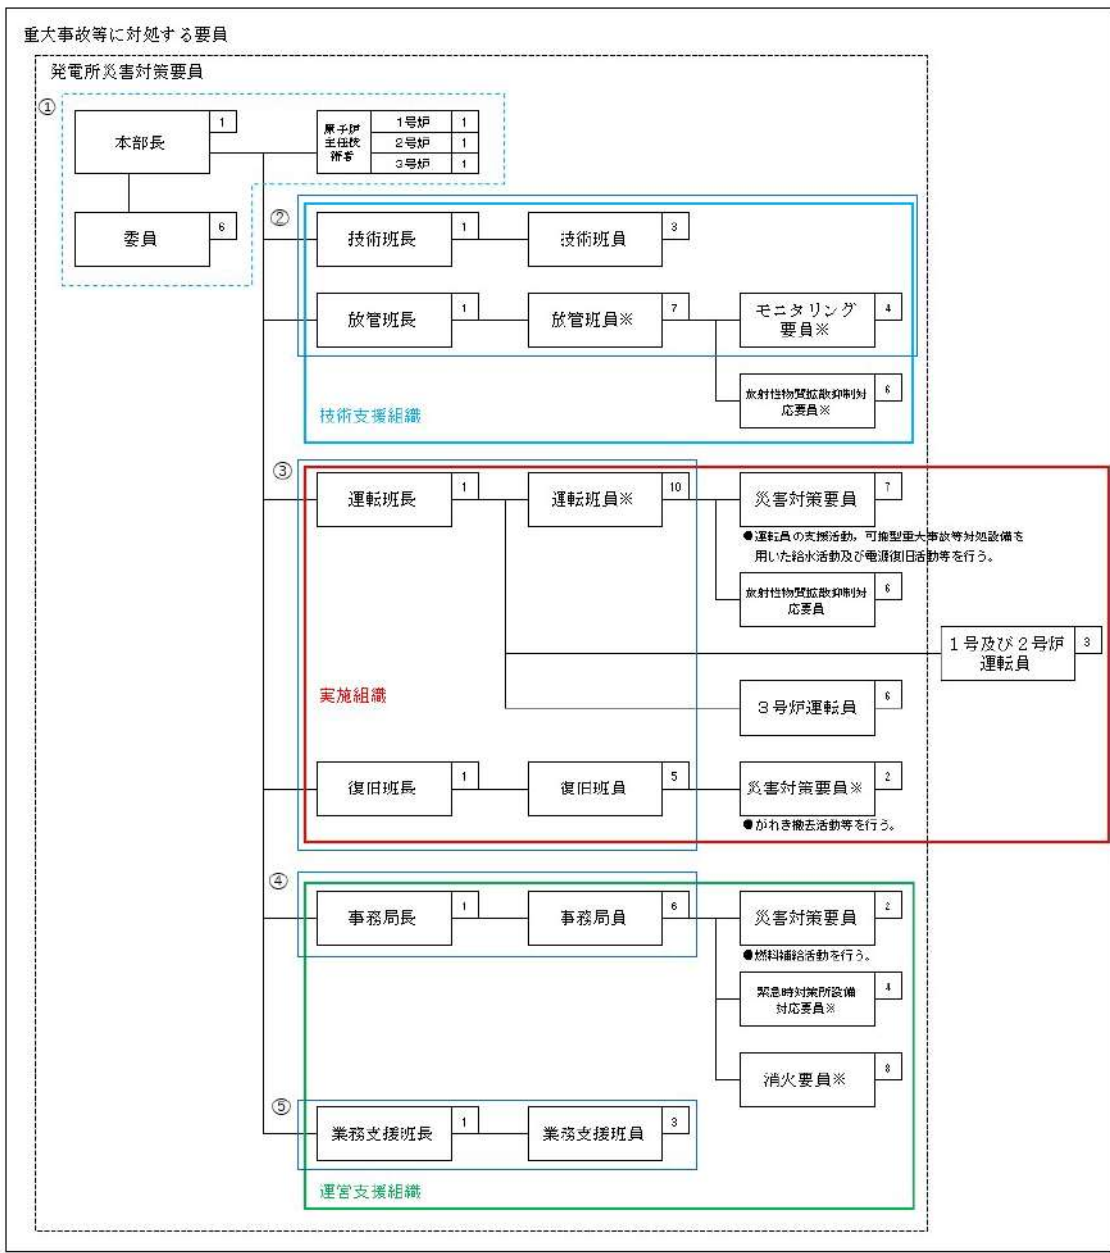 重大事故等に対処する要員
発電所災害対策要員
①
本部長
1
原子炉
主任技
術者
1号炉 1
2号炉 1
3号炉 1
委員
6
②
技術班長
1
技術班員
3
放管班長
1
放管班員※
7
モニタリング
要員※
4
放射性物質拡散抑制対
応要員※
6
技術支援組織
③
運転班長
1
運転班員※
10
災害対策要員
7
●運転員の支援活動，可搬型重大事故等対処設備を
用いた給水活動及び電源復旧活動等を行う。
放射性物質拡散抑制対
応要員
6
1号及び2号炉
運転員
3
実施組織
3号炉運転員
6
復旧班長
1
復旧班員
5
災害対策要員※
2
●がれき撤去活動等を行う。
④
事務局長
1
事務局員
6
災害対策要員
2
●燃料補給活動を行う。
緊急時対策所設備
対応要員※
4
消火要員※
8
⑤
業務支援班長
1
業務支援班員
3
運営支援組織